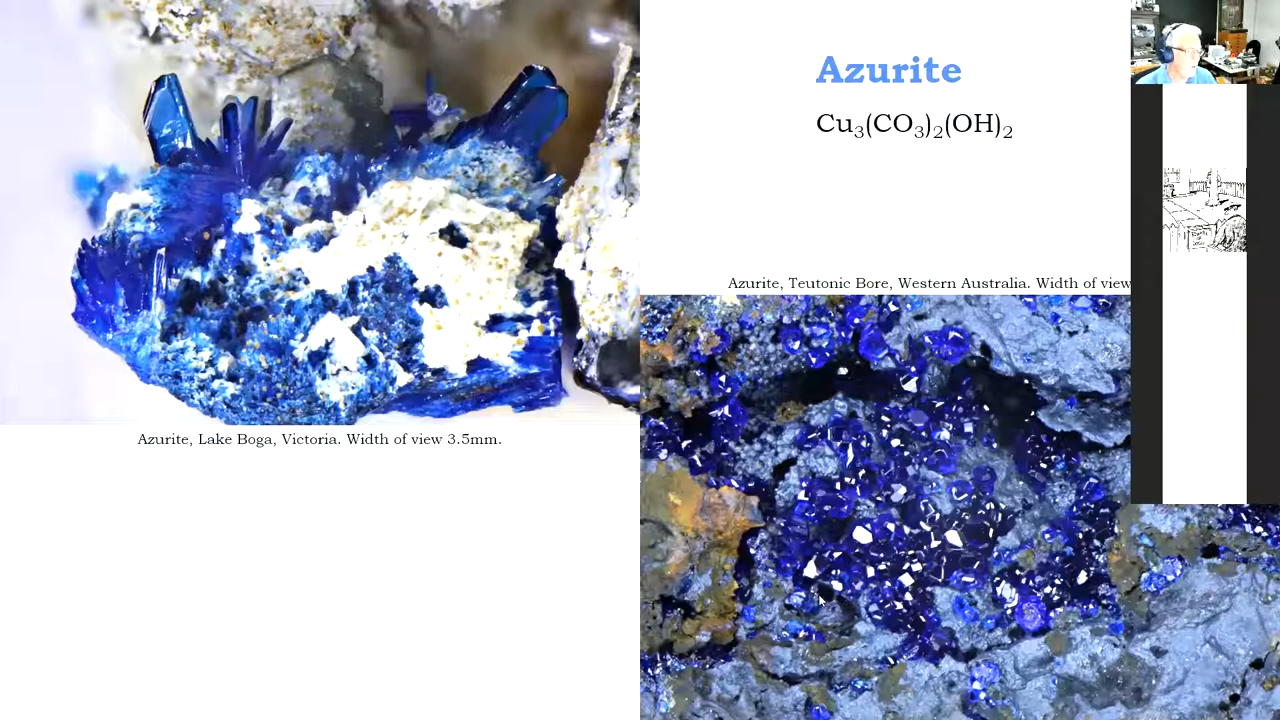 Azurite
Cu₃(CO₃)₂(OH)₂
Azurite, Teutonic Bore, Western Australia. Width of view
Azurite, Lake Boga, Victoria. Width of view 3.5mm.